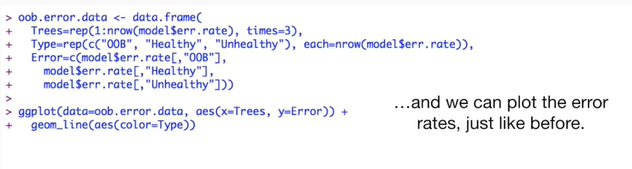 > oob.error.data <- data.frame(
+   Trees=rep(1:nrow(model$err.rate), times=3),
+   Type=rep(c("OOB", "Healthy", "Unhealthy"), each=nrow(model$err.rate)),
+   Error=c(model$err.rate[,"OOB"],
+     model$err.rate[,"Healthy"],
+     model$err.rate[,"Unhealthy"]))
>
> ggplot(data=oob.error.data, aes(x=Trees, y=Error)) +
+   geom_line(aes(color=Type))
…and we can plot the error
rates, just like before.